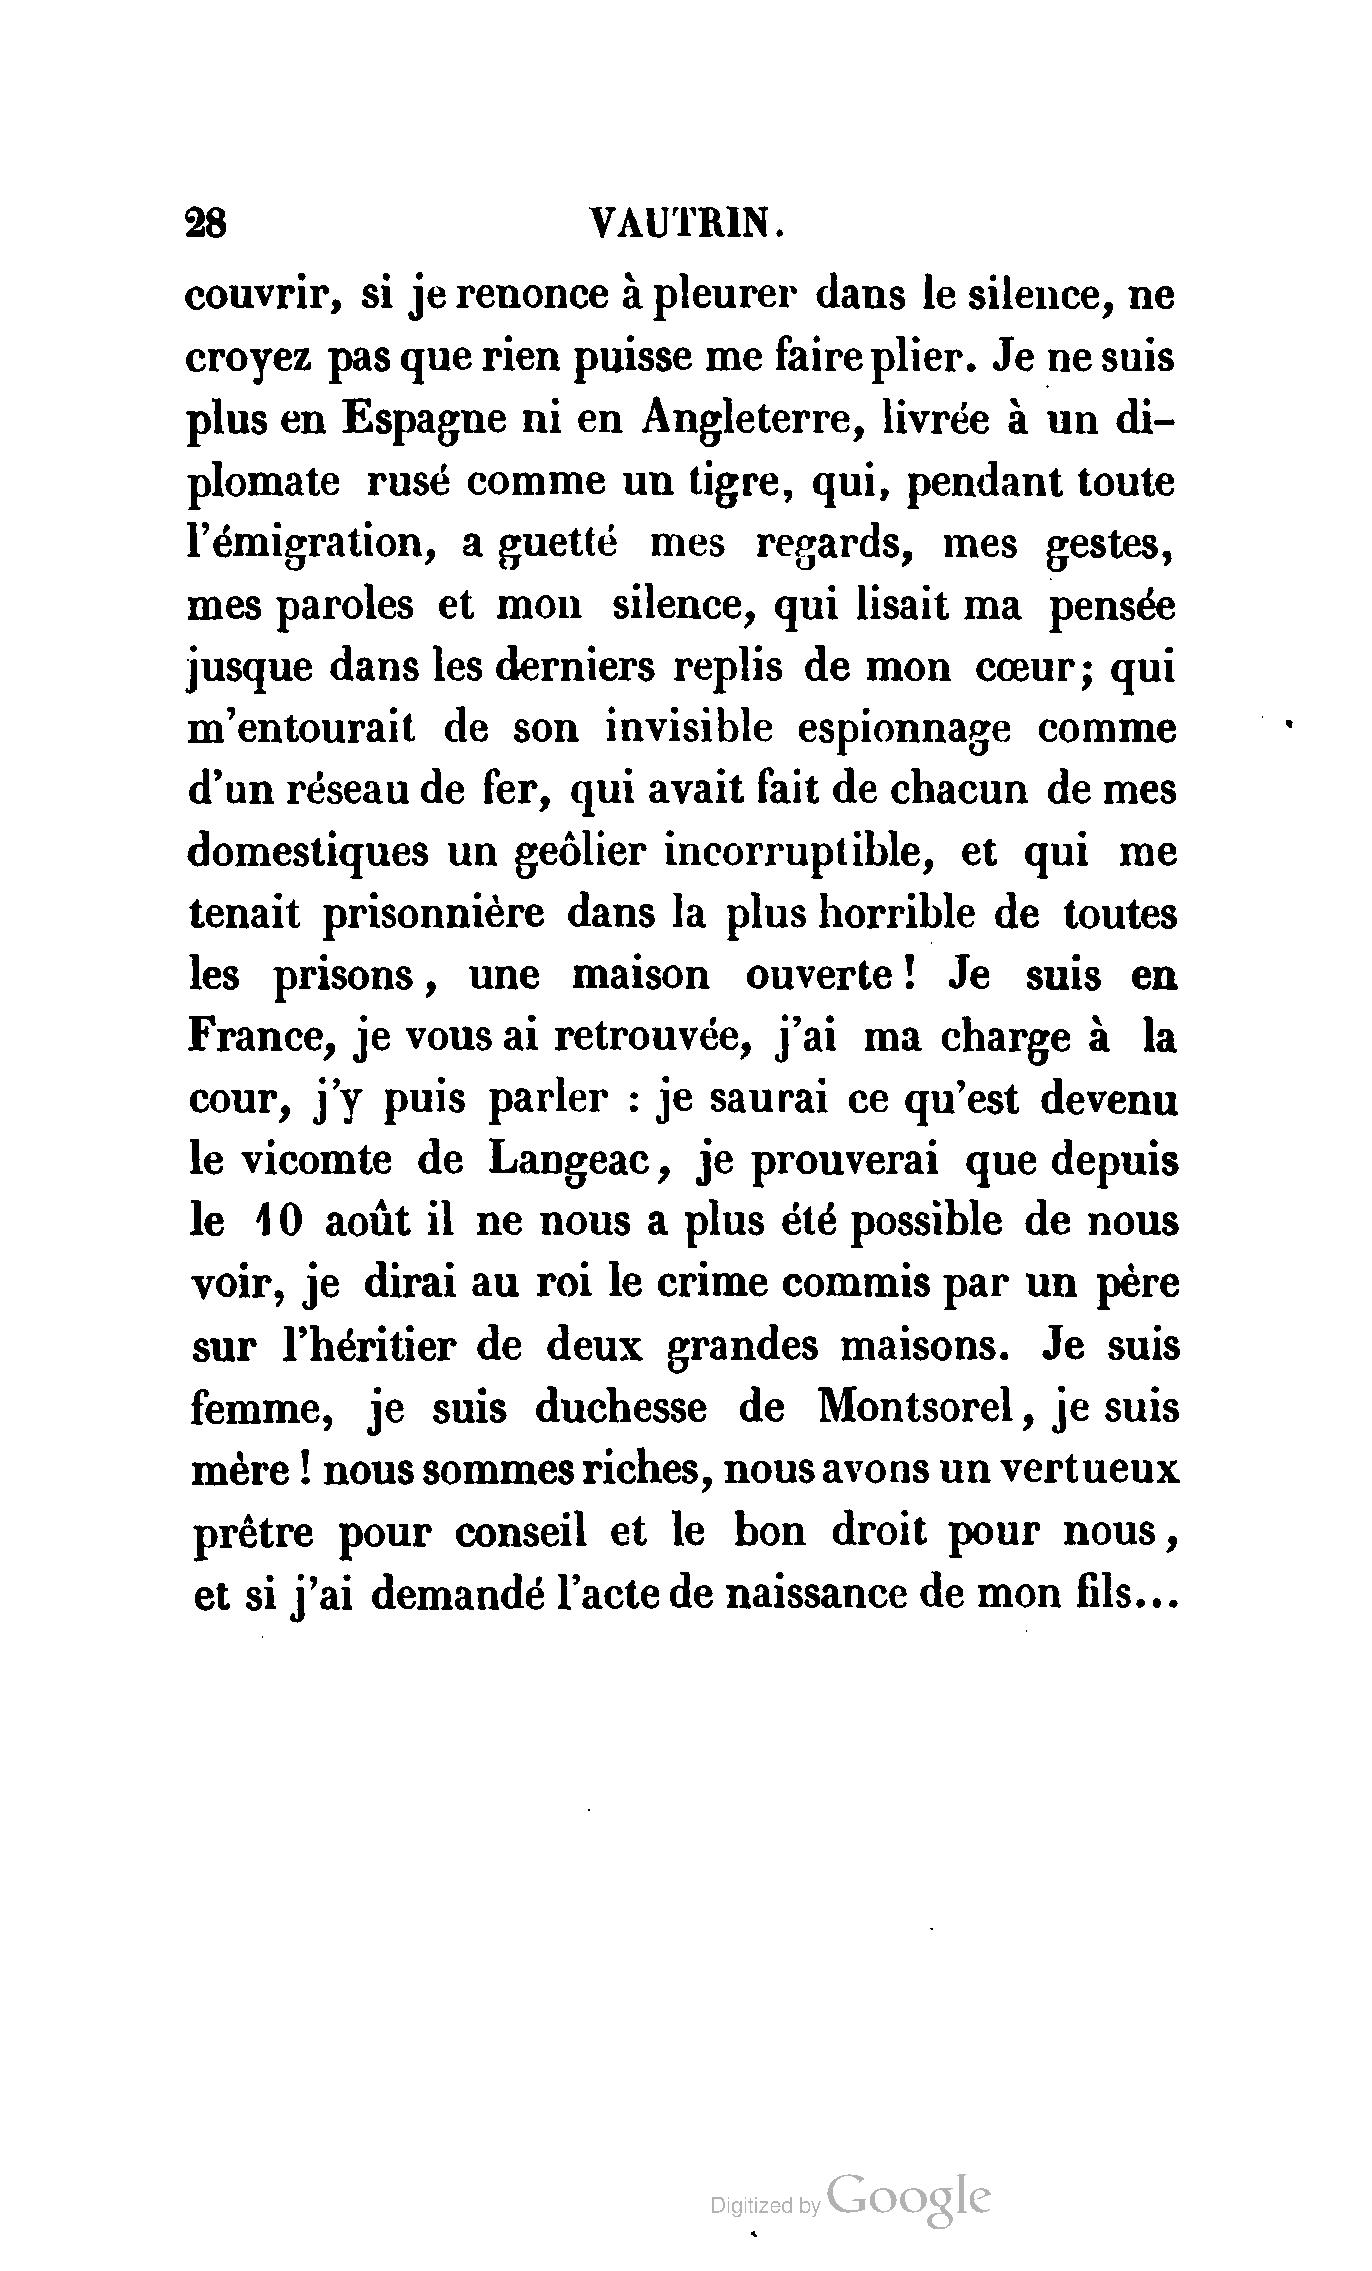 28 VAUTRIN.
couvrir, si je renonce à pleurer dans le silence, ne
croyez pas que rien puisse me faire plier. Je ne suis
plus en Espagne ni en Angleterre, livrée à un di-
plomate rusé comme un tigre, qui, pendant toute
l'émigration, a guetté mes regards, mes gestes,
mes paroles et mon silence, qui lisait ma pensée
jusque dans les derniers replis de mon cœur; qui
m'entourait de son invisible espionnage comme
d'un réseau de fer, qui avait fait de chacun de mes
domestiques un geôlier incorruptible, et qui me
tenait prisonnière dans la plus horrible de toutes
les prisons, une maison ouverte ! Je suis en
France, je vous ai retrouvée, j'ai ma charge à la
cour, j'y puis parler : je saurai ce qu'est devenu
le vicomte de Langeac, je prouverai que depuis
le 10 août il ne nous a plus été possible de nous
voir, je dirai au roi le crime commis par un père
sur l'héritier de deux grandes maisons. Je suis
femme, je suis duchesse de Montsorel, je suis
mère ! nous sommes riches, nous avons un vertueux
prêtre pour conseil et le bon droit pour nous,
et si j'ai demandé l'acte de naissance de mon fils...
Digitized by Google